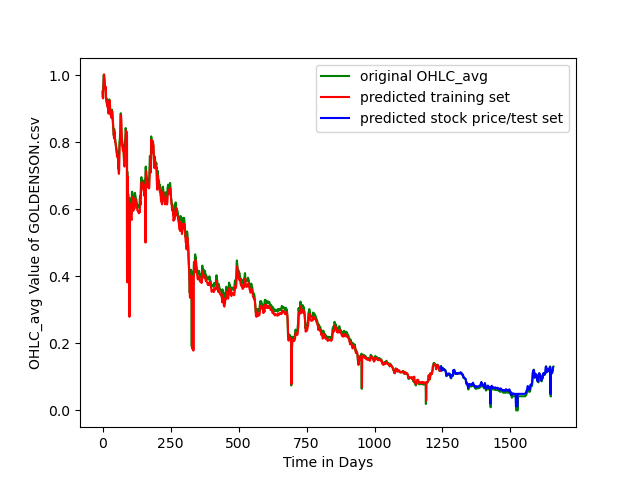 original OHLC_avg
predicted training set
predicted stock price/test set
OHLC_avg Value of GOLDENSON.csv
1.0
0.8
0.6
0.4
0.2
0.0
0 250 500 750 1000 1250 1500
Time in Days